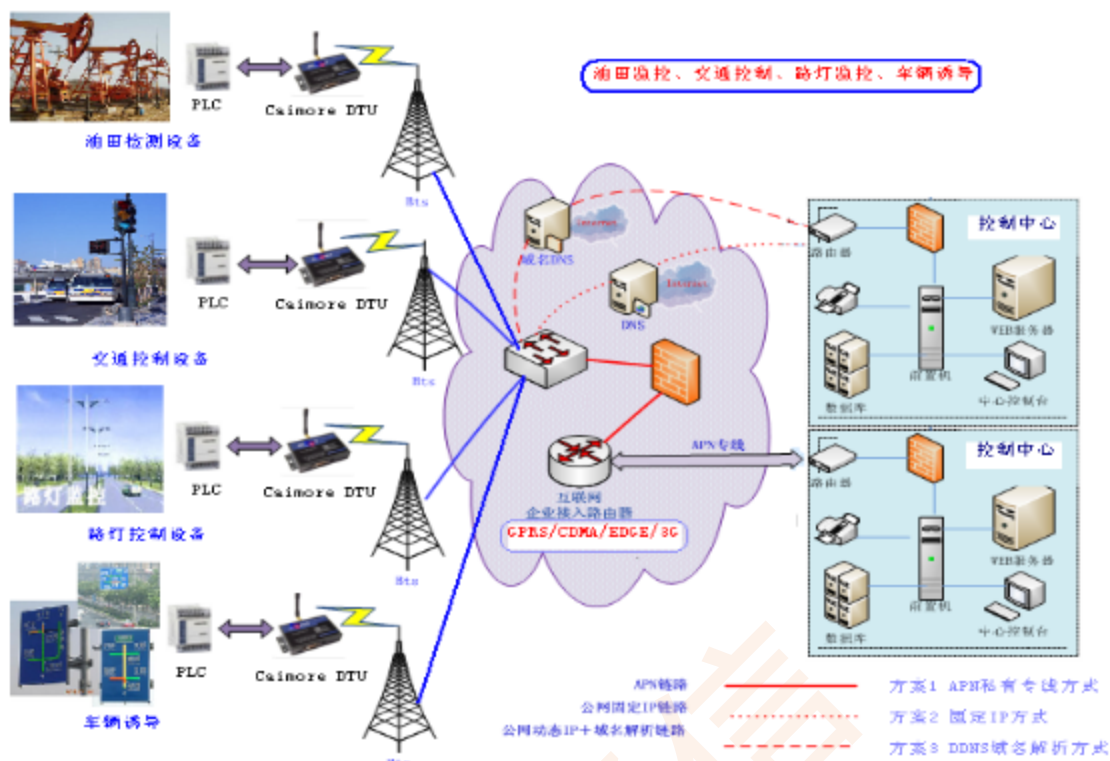 油田监控、交通控制、路灯监控、车辆诱导
PLC
Caimore DTU
油田检测设备
Bts
PLC
Caimore DTU
交通控制设备
Bts
路灯监控
PLC
Caimore DTU
路灯控制设备
Bts
PLC
Caimore DTU
车辆诱导
Internet
域名DNS
Internet
DNS
互联网
企业接入路由器
GPRS/CDMA/EDGE/3G
APN专线
控制中心
路由器
WEB服务器
前置机
数据库
中心控制台
控制中心
路由器
WEB服务器
前置机
数据库
中心控制台
APN链路
方案1 APN私有专线方式
公网固定IP链路
方案2 固定IP方式
公网动态IP+域名解析链路
方案3 DDNS域名解析方式